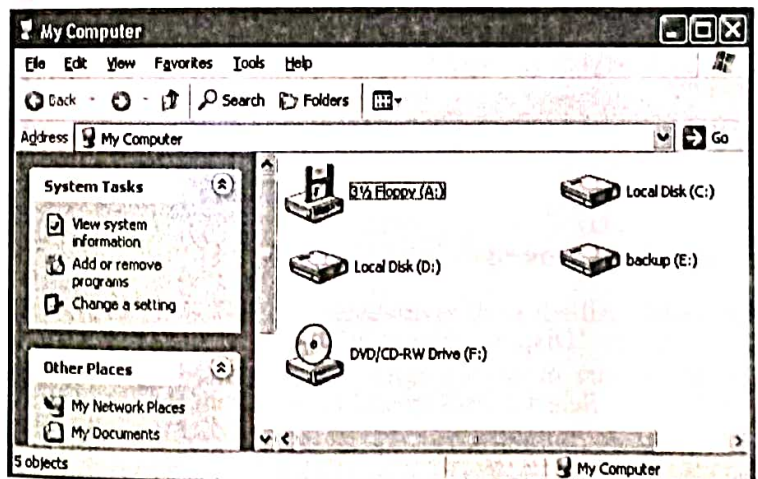 My Computer
File Edit View Favorites Tools Help
Back Search Folders
Address My Computer Go
System Tasks
View system
information
Add or remove
programs
Change a setting
Other Places
My Network Places
My Documents
3½ Floppy (A:)
Local Disk (C:)
Local Disk (D:)
backup (E:)
DVD/CD-RW Drive (F:)
5 objects
My Computer